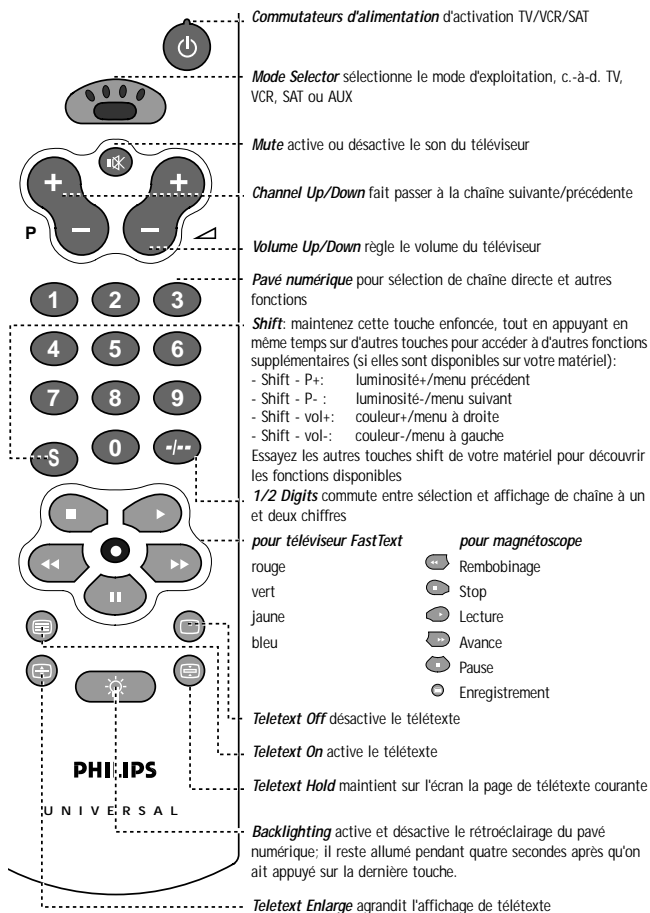 Commutateurs d'alimentation d'activation TV/VCR/SAT
Mode Selector sélectionne le mode d'exploitation, c.-à-d. TV,
VCR, SAT ou AUX
Mute active ou désactive le son du téléviseur
Channel Up/Down fait passer à la chaîne suivante/précédente
P
Volume Up/Down règle le volume du téléviseur
Pavé numérique pour sélection de chaîne directe et autres
fonctions
1 2 3
Shift: maintenez cette touche enfoncée, tout en appuyant en
même temps sur d'autres touches pour accéder à d'autres fonctions
supplémentaires (si elles sont disponibles sur votre matériel):
4 5 6
- Shift - P+: luminosité+/menu précédent
- Shift - P- : luminosité-/menu suivant
- Shift - vol+: couleur+/menu à droite
- Shift - vol-: couleur-/menu à gauche
7 8 9
Essayez les autres touches shift de votre matériel pour découvrir
les fonctions disponibles
S 0 -/--
1/2 Digits commute entre sélection et affichage de chaîne à un
et deux chiffres
pour téléviseur FastText pour magnétoscope
rouge Rembobinage
vert Stop
jaune Lecture
bleu Avance
Pause
Enregistrement
Teletext Off désactive le télétexte
Teletext On active le télétexte
PHILIPS
Teletext Hold maintient sur l'écran la page de télétexte courante
UNIVERSAL
Backlighting active et désactive le rétroéclairage du pavé
numérique; il reste allumé pendant quatre secondes après qu'on
ait appuyé sur la dernière touche.
Teletext Enlarge agrandit l'affichage de télétexte